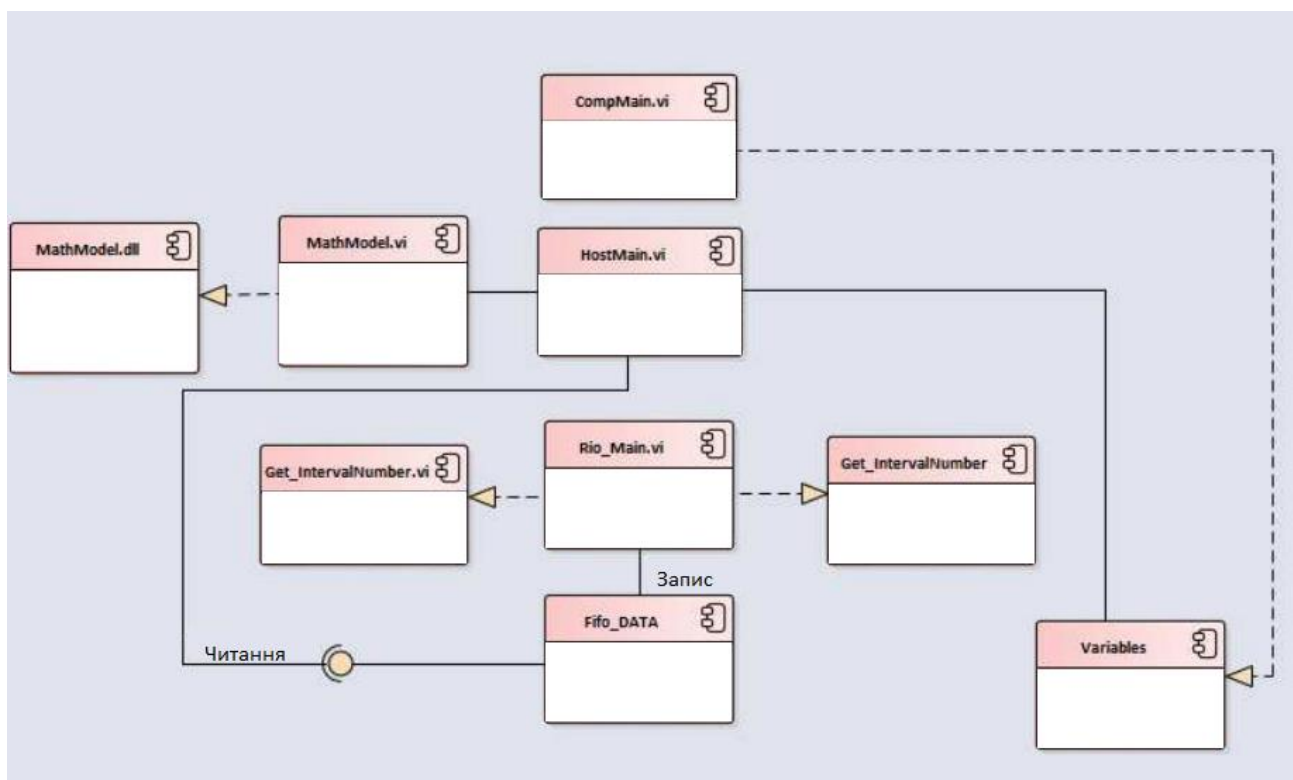 CompMain.vi
MathModel.dll
MathModel.vi
HostMain.vi
Get_IntervalNumber.vi
Rio_Main.vi
Get_IntervalNumber
Запис
Fifo_DATA
Читання
Variables